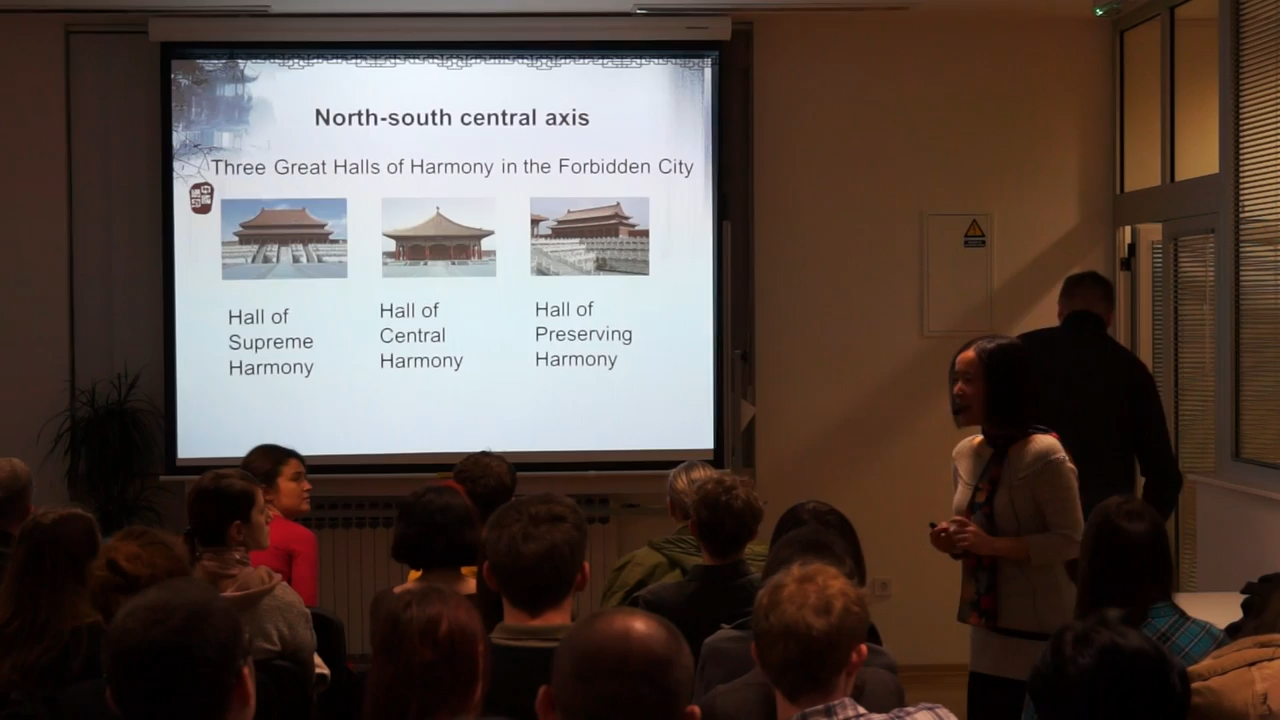 North-south central axis
Three Great Halls of Harmony in the Forbidden City
Hall of
Supreme
Harmony
Hall of
Central
Harmony
Hall of
Preserving
Harmony